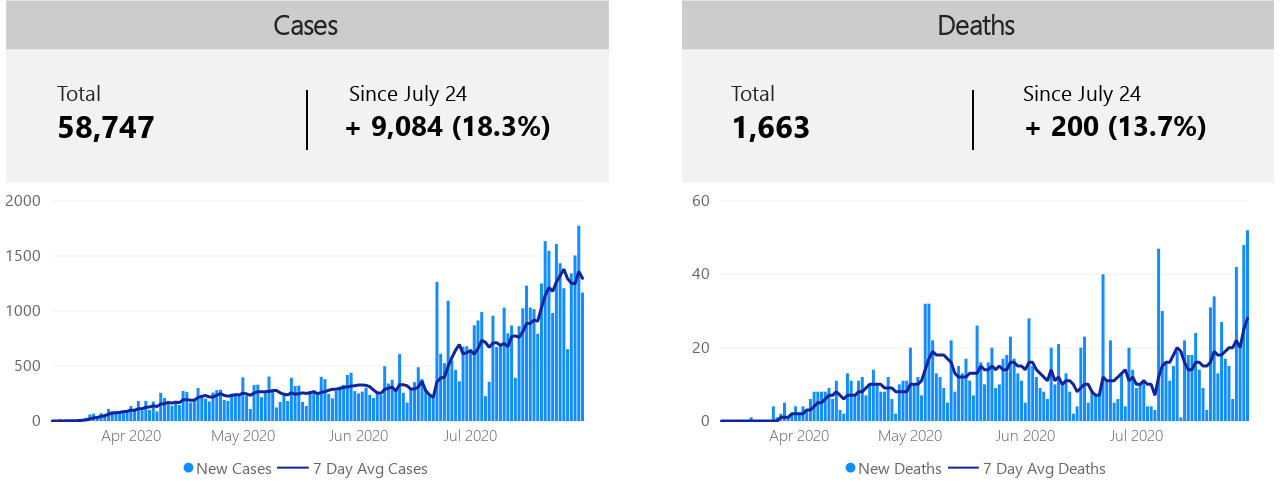 Cases
Total
Since July 24
58,747
+ 9,084 (18.3%)
2000
1500
1000
500
0
Apr 2020 May 2020 Jun 2020 Jul 2020
New Cases 7 Day Avg Cases
Deaths
Total
Since July 24
1,663
+ 200 (13.7%)
60
40
20
0
Apr 2020 May 2020 Jun 2020 Jul 2020
New Deaths 7 Day Avg Deaths